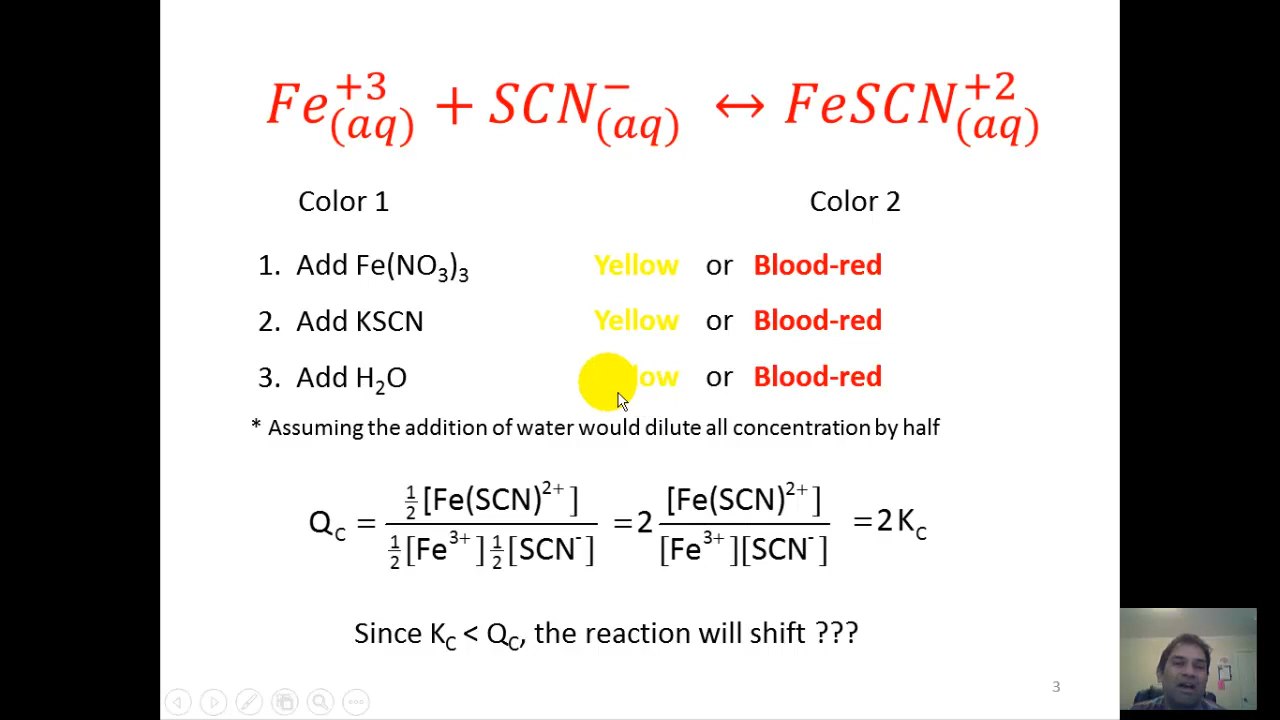 Fe⁺³(aq) + SCN⁻(aq) ↔ FeSCN⁺²(aq)
Color 1 Color 2
1. Add Fe(NO₃)₃ Yellow or Blood-red
2. Add KSCN Yellow or Blood-red
3. Add H₂O low or Blood-red
* Assuming the addition of water would dilute all concentration by half
Q_C = ½[Fe(SCN)²⁺] / ½[Fe³⁺]½[SCN⁻] = 2 [Fe(SCN)²⁺] / [Fe³⁺][SCN⁻] = 2K_C
Since K_C < Q_C, the reaction will shift ???
3